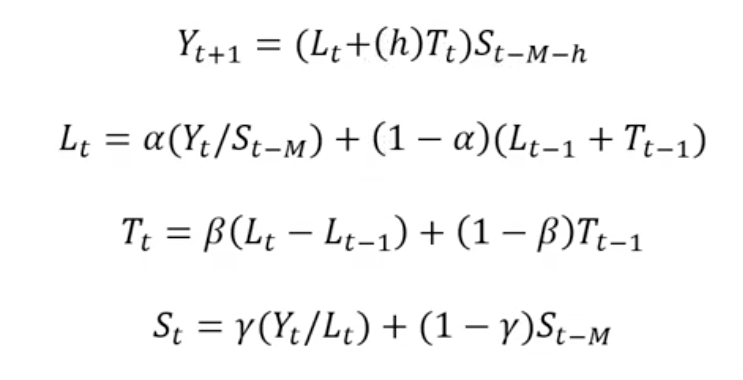 Y_{t+1} = (L_t+(h)T_t)S_{t−M−h}
L_t = α(Y_t/S_{t−M}) + (1 − α)(L_{t−1} + T_{t−1})
T_t = β(L_t − L_{t−1}) + (1 − β)T_{t−1}
S_t = γ(Y_t/L_t) + (1 − γ)S_{t−M}